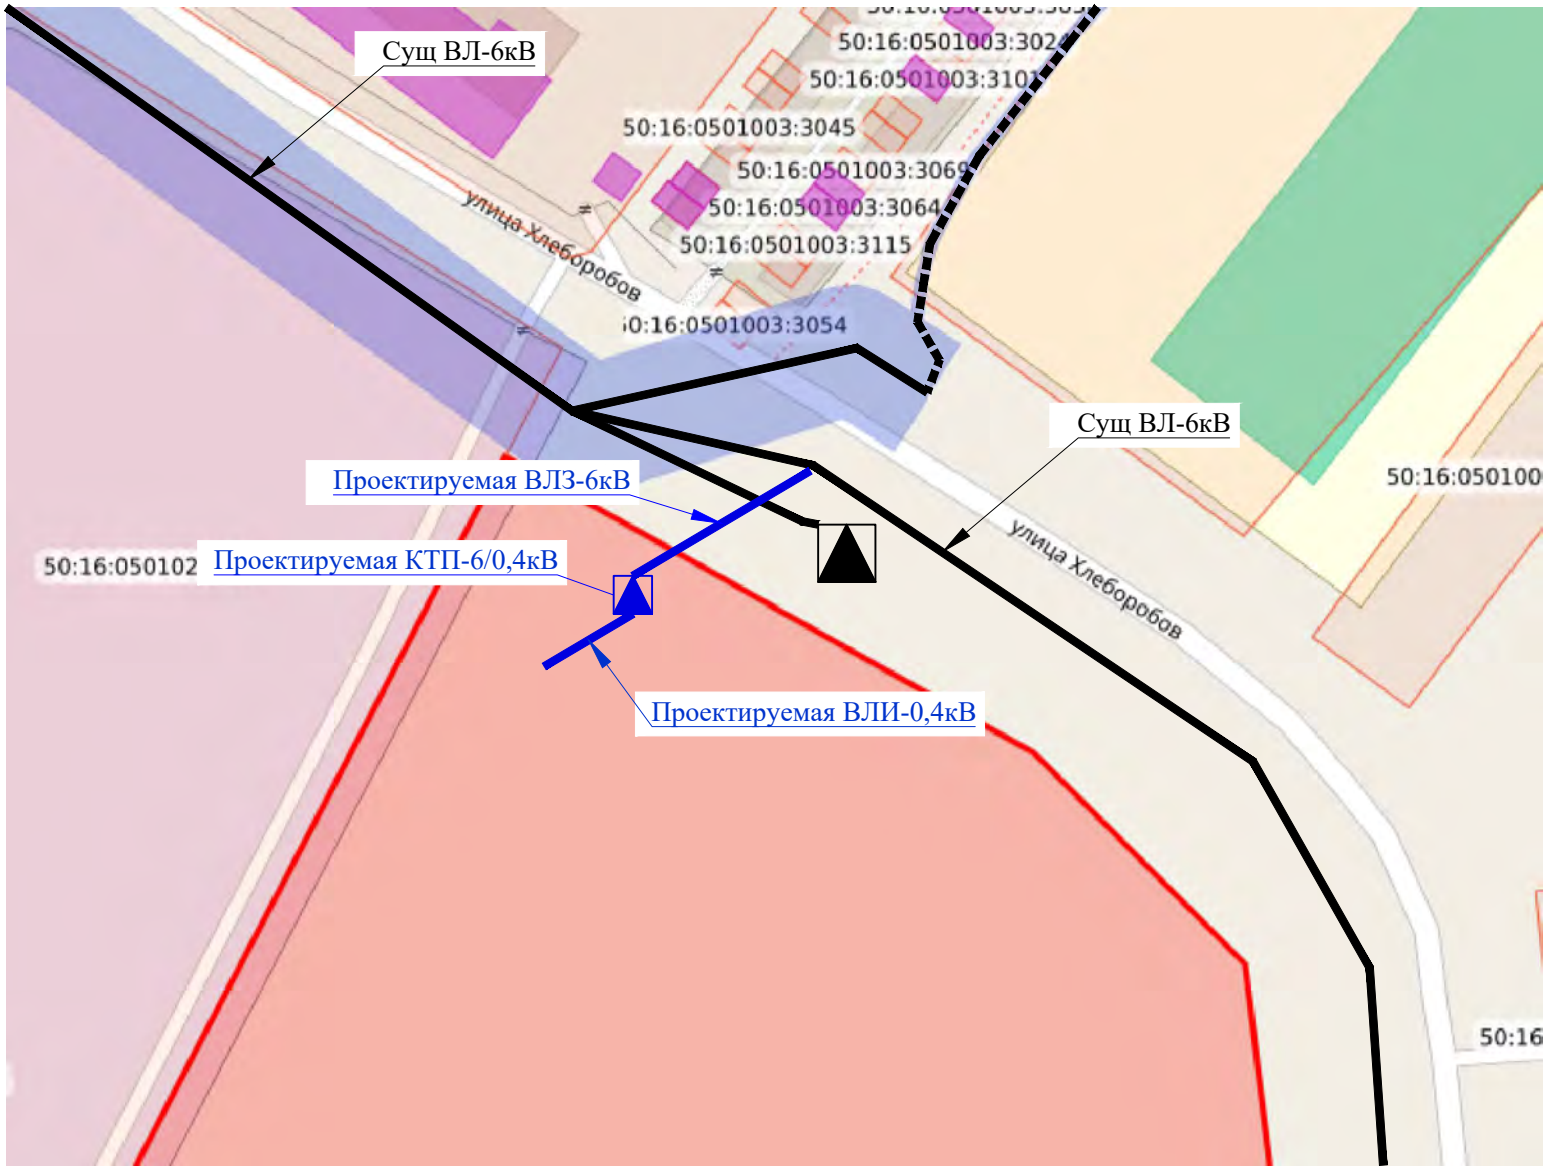 Сущ ВЛ-6кВ
50:16:0501003:3024
50:16:0501003:3101
50:16:0501003:3045
50:16:0501003:3069
50:16:0501003:3064
50:16:0501003:3115
улица Хлеборобов
50:16:0501003:3054
Сущ ВЛ-6кВ
Проектируемая ВЛЗ-6кВ
50:16:050100
Проектируемая КТП-6/0,4кВ
50:16:050102
улица Хлеборобов
Проектируемая ВЛИ-0,4кВ
50:16